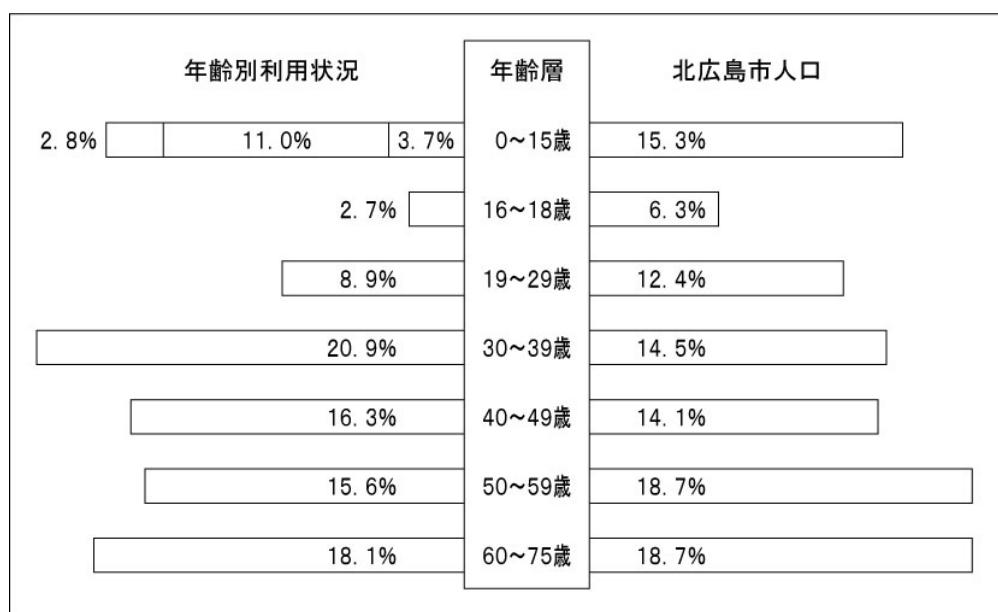 年齢別利用状況 年齢層 北広島市人口
2.8% 11.0% 3.7% 0～15歳 15.3%
2.7% 16～18歳 6.3%
8.9% 19～29歳 12.4%
20.9% 30～39歳 14.5%
16.3% 40～49歳 14.1%
15.6% 50～59歳 18.7%
18.1% 60～75歳 18.7%